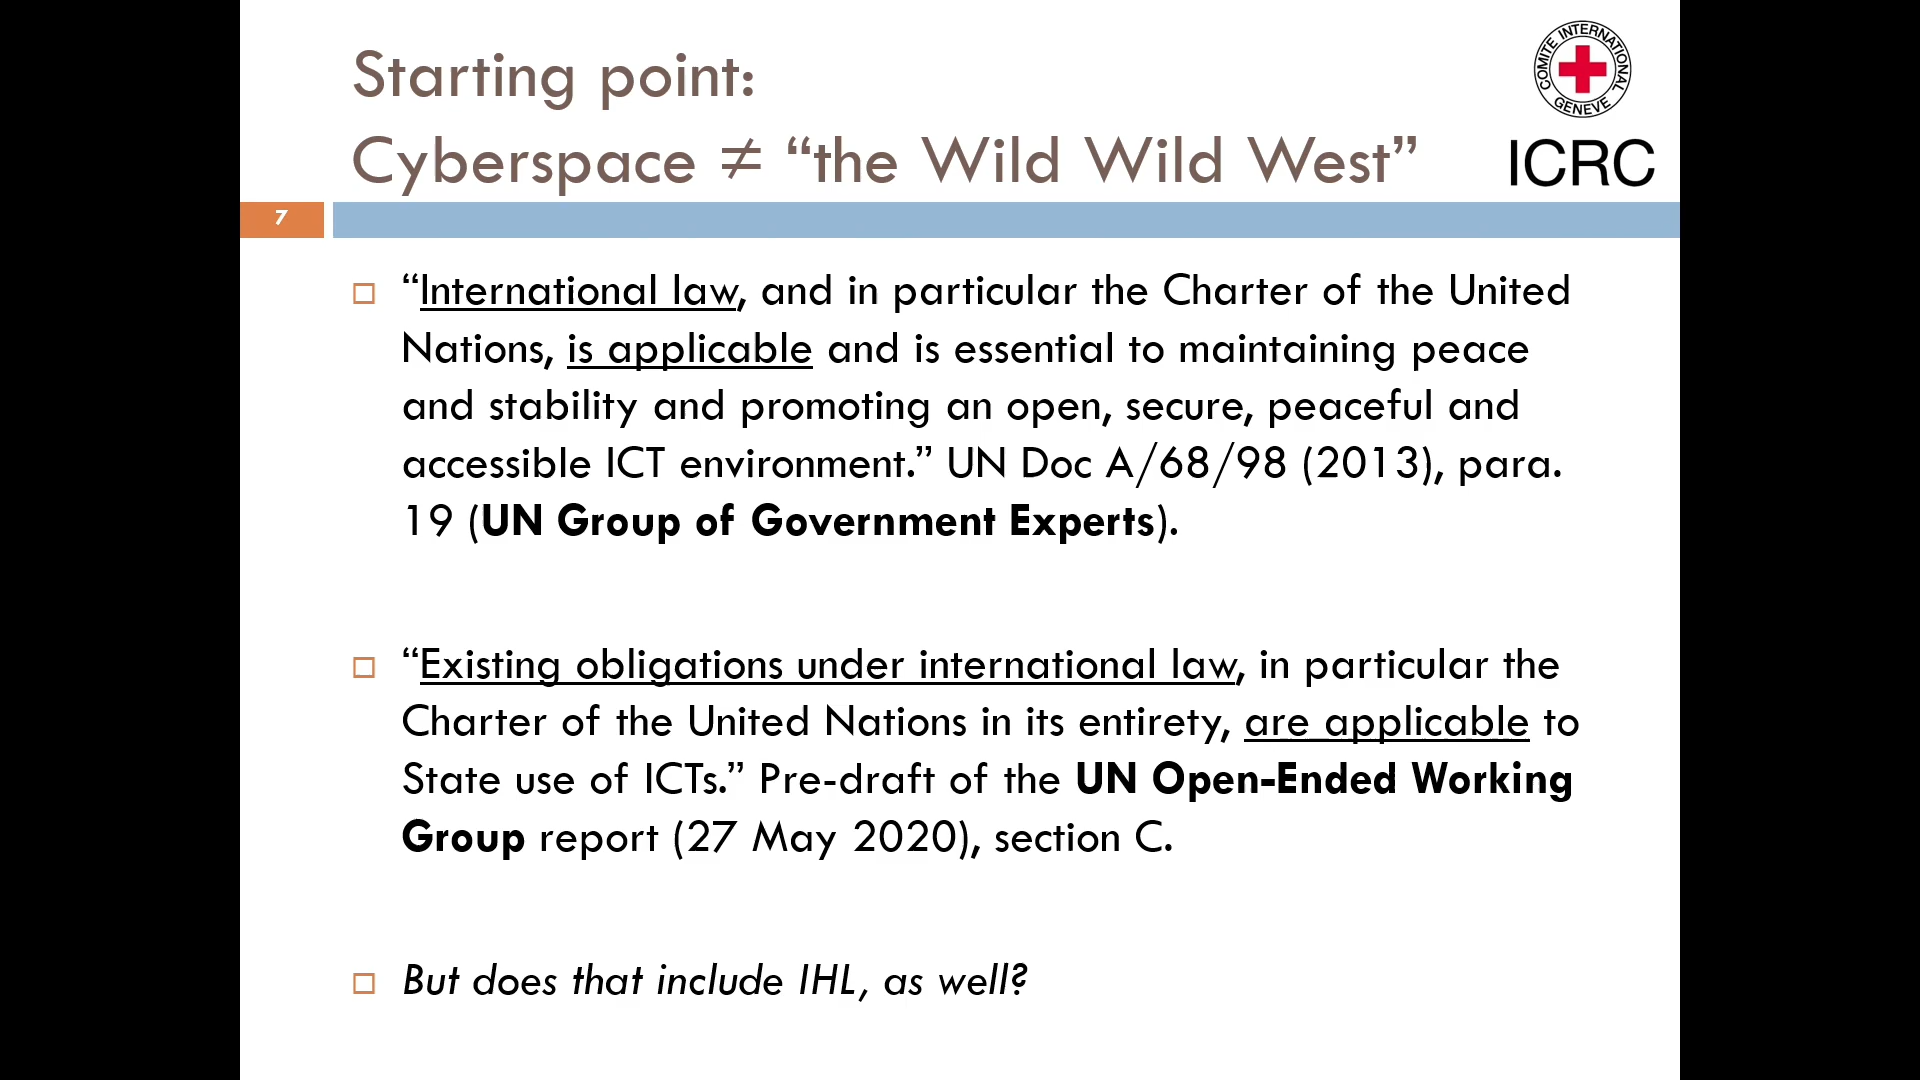 Starting point:
Cyberspace ≠ “the Wild Wild West”
COMITE INTERNATIONAL GENEVE
ICRC
7
“International law, and in particular the Charter of the United
Nations, is applicable and is essential to maintaining peace
and stability and promoting an open, secure, peaceful and
accessible ICT environment.” UN Doc A/68/98 (2013), para.
19 (UN Group of Government Experts).
“Existing obligations under international law, in particular the
Charter of the United Nations in its entirety, are applicable to
State use of ICTs.” Pre-draft of the UN Open-Ended Working
Group report (27 May 2020), section C.
But does that include IHL, as well?